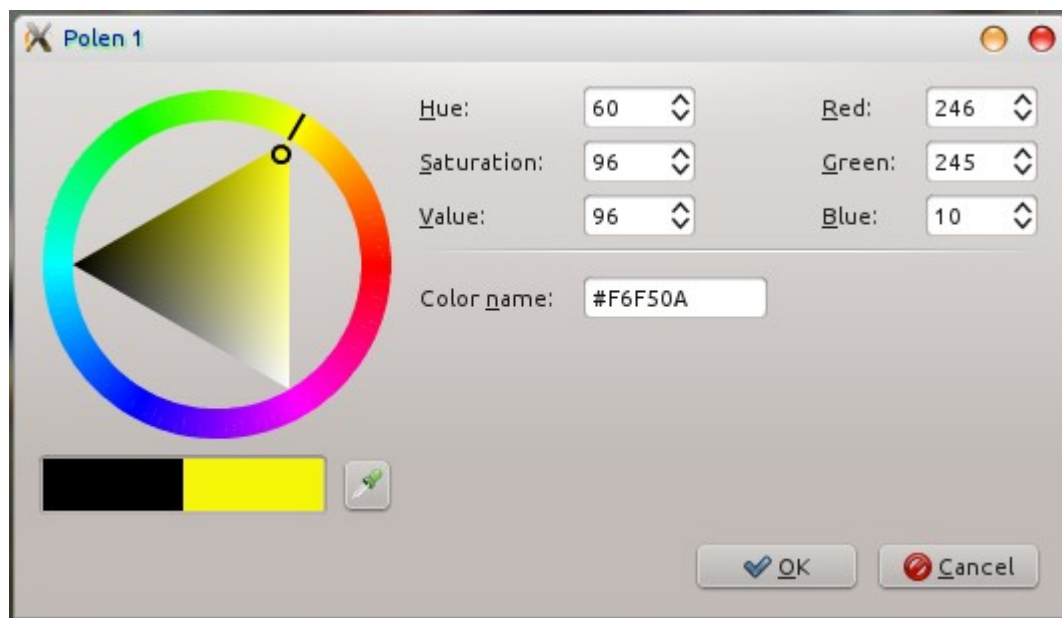 Polen 1
Hue: 60 Red: 246
Saturation: 96 Green: 245
Value: 96 Blue: 10
Color name: #F6F50A
OK Cancel